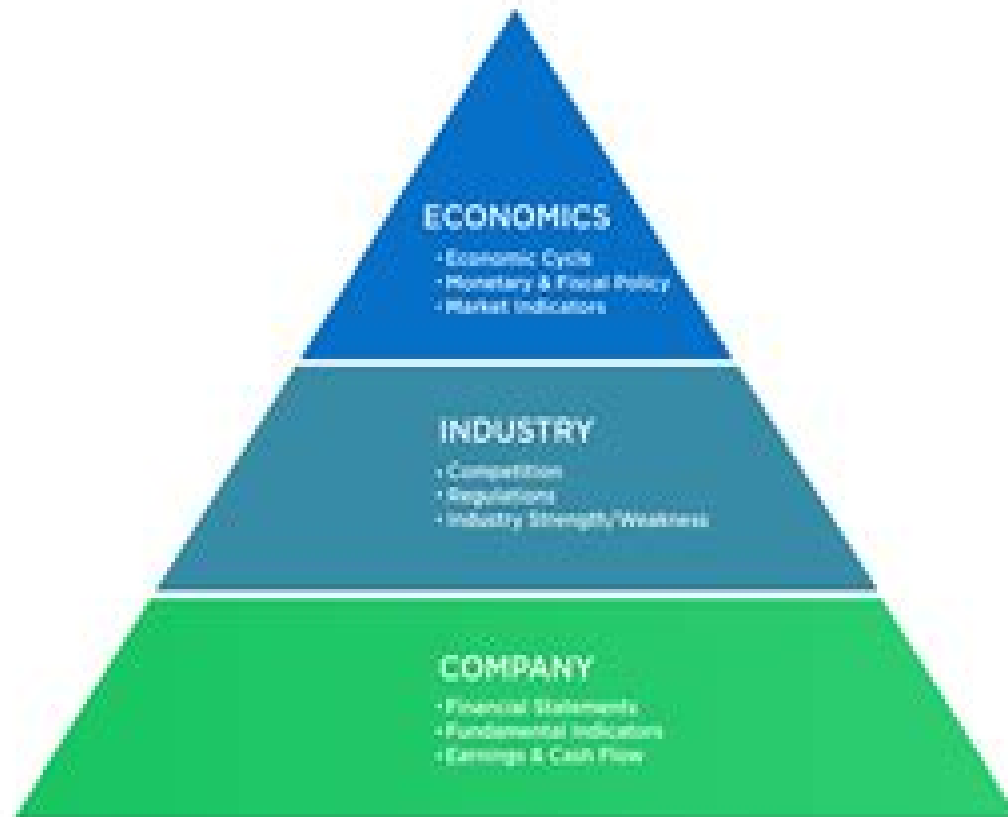 ECONOMICS
· Economic Cycle
· Monetary & Fiscal Policy
· Market Indicators
INDUSTRY
· Competition
· Regulations
· Industry Strength/Weakness
COMPANY
· Financial Statements
· Fundamental Indicators
· Earnings & Cash Flow